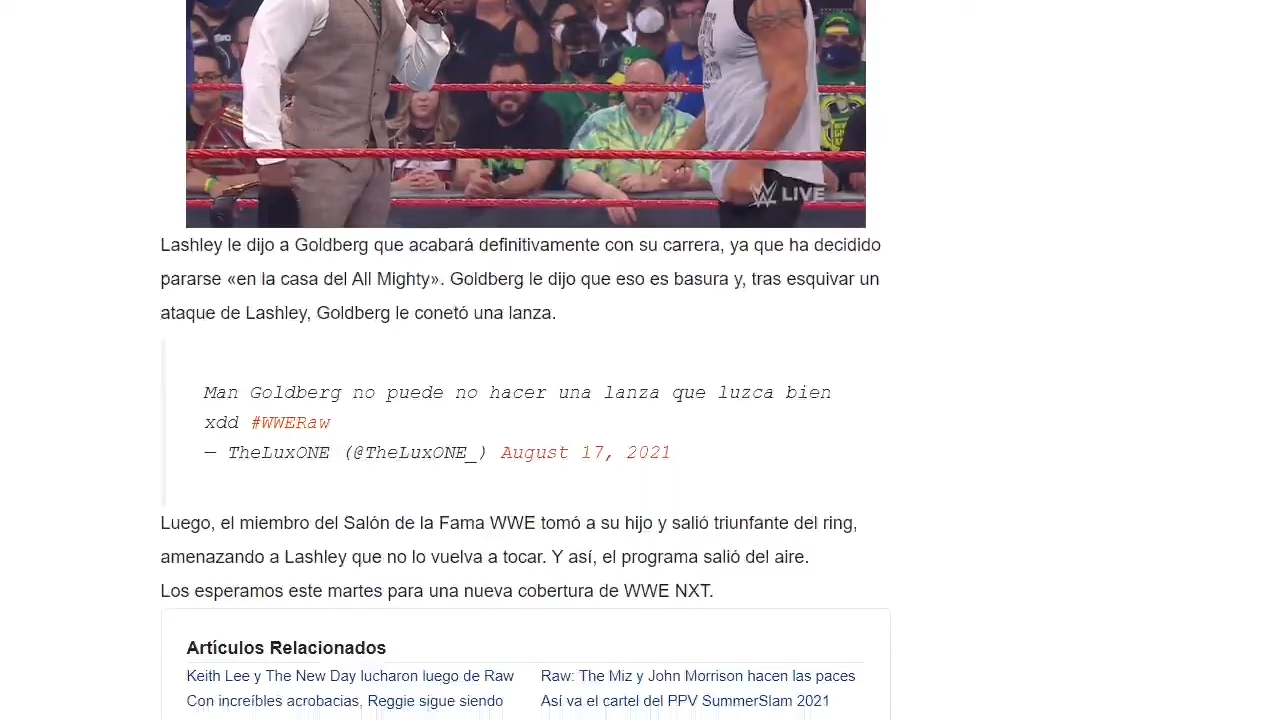 LIVE
Lashley le dijo a Goldberg que acabará definitivamente con su carrera, ya que ha decidido
pararse «en la casa del All Mighty». Goldberg le dijo que eso es basura y, tras esquivar un
ataque de Lashley, Goldberg le conetó una lanza.
Man Goldberg no puede no hacer una lanza que luzca bien
xdd #WWERaw
— TheLuxONE (@TheLuxONE_) August 17, 2021
Luego, el miembro del Salón de la Fama WWE tomó a su hijo y salió triunfante del ring,
amenazando a Lashley que no lo vuelva a tocar. Y así, el programa salió del aire.
Los esperamos este martes para una nueva cobertura de WWE NXT.
Artículos Relacionados
Keith Lee y The New Day lucharon luego de Raw
Raw: The Miz y John Morrison hacen las paces
Con increíbles acrobacias, Reggie sigue siendo
Así va el cartel del PPV SummerSlam 2021